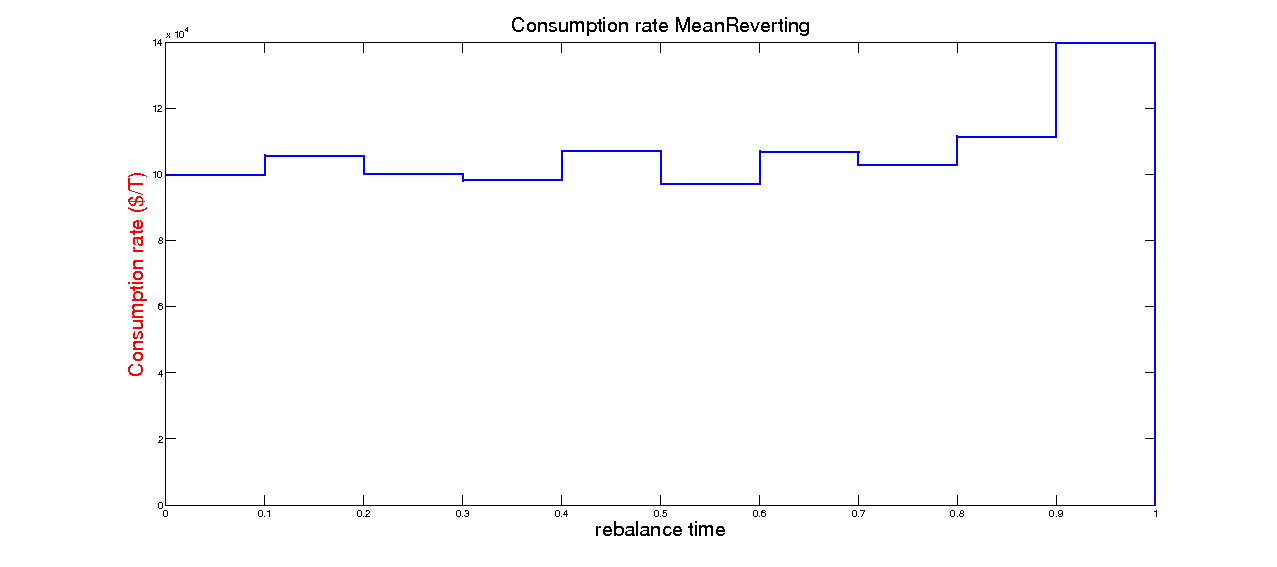 Consumption rate MeanReverting
x 10^4
14
12
10
8
6
4
2
0
Consumption rate ($/T)
0 0.1 0.2 0.3 0.4 0.5 0.6 0.7 0.8 0.9 1
rebalance time